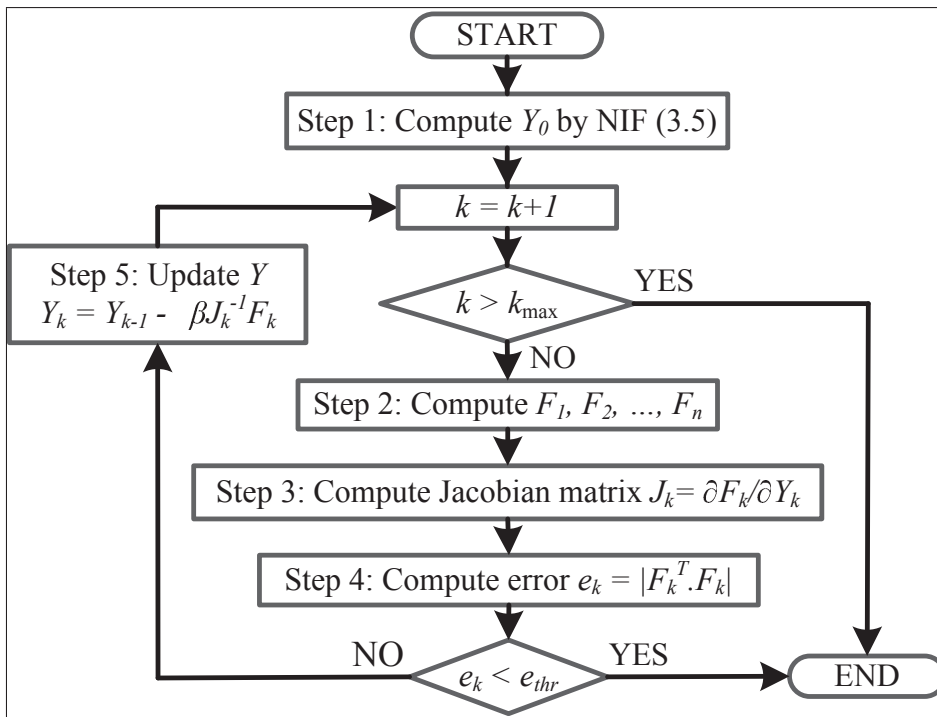 START
Step 1: Compute Y₀ by NIF (3.5)
k = k+1
Step 5: Update Y
Yₖ = Yₖ₋₁ - βJₖ⁻¹Fₖ
k > kₘₐₓ
YES
NO
Step 2: Compute F₁, F₂, ..., Fₙ
Step 3: Compute Jacobian matrix Jₖ= ∂Fₖ/∂Yₖ
Step 4: Compute error eₖ = |Fₖᵀ.Fₖ|
NO
eₖ < eₜₕᵣ
YES
END